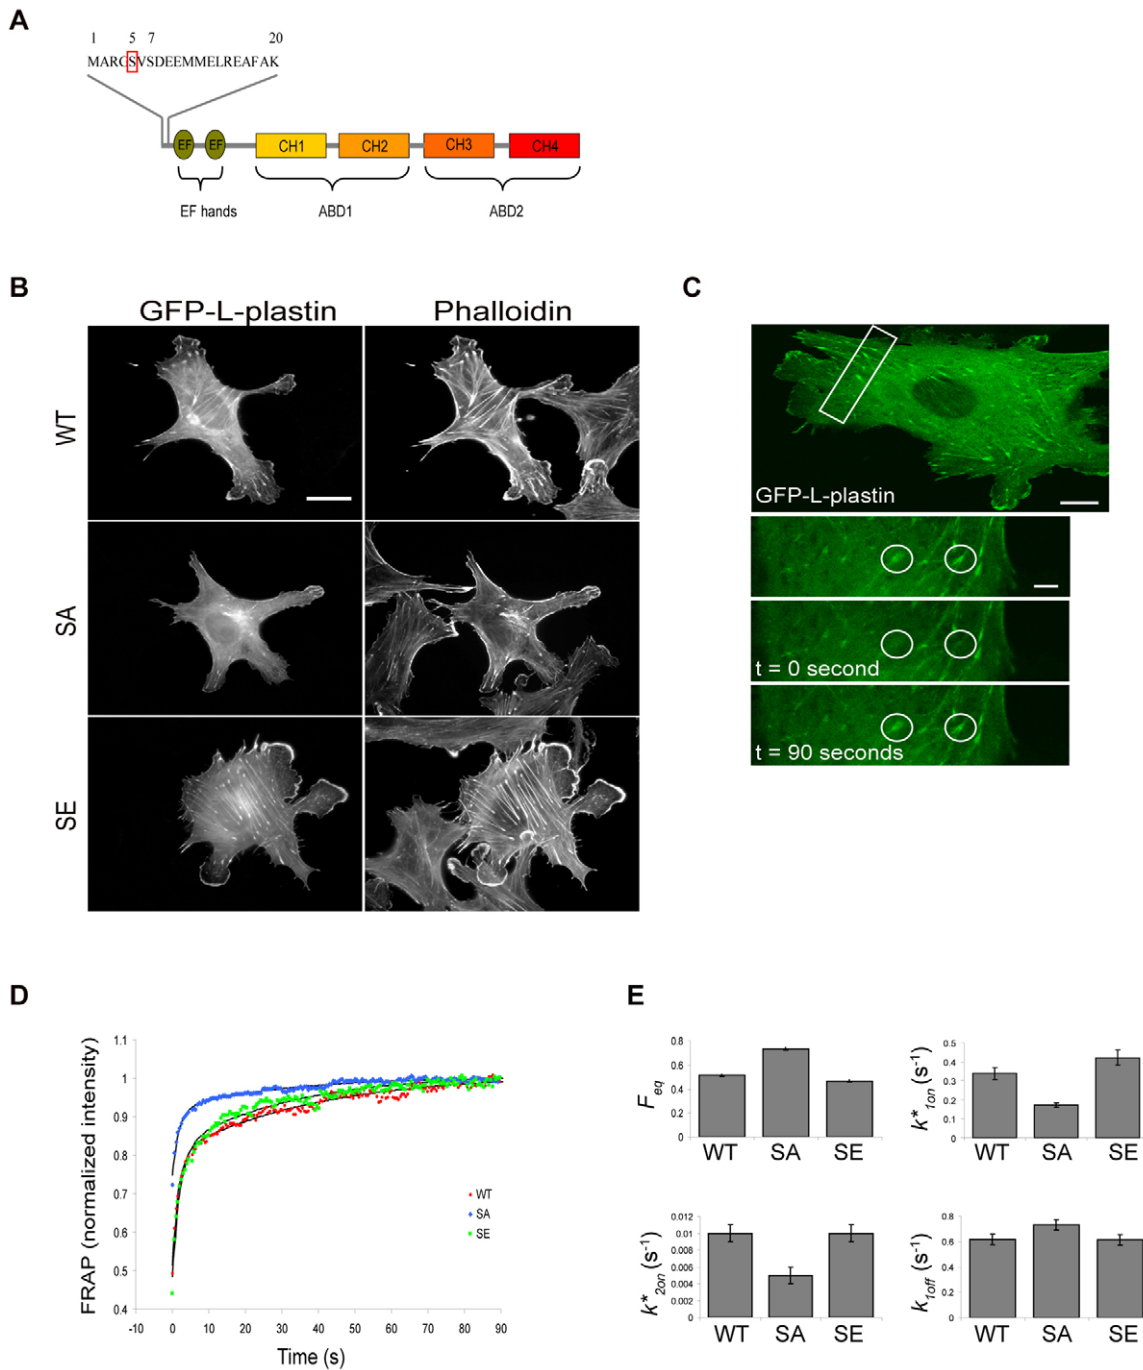 A
1 5 7 20
MARGSVSDEEMMELREAFAK
EF EF CH1 CH2 CH3 CH4
EF hands ABD1 ABD2
B
GFP-L-plastin Phalloidin
WT
SA
SE
C
GFP-L-plastin
t = 0 second
t = 90 seconds
D
FRAP (normalized intensity)
1.1
1
0.9
0.8
0.7
0.6
0.5
0.4
-10 0 10 20 30 40 50 60 70 80 90
Time (s)
WT
SA
SE
E
Feq
0.8
0.6
0.4
0.2
0
WT SA SE
k*1on (s-1)
0.5
0.4
0.3
0.2
0.1
0
WT SA SE
k*2on (s-1)
0.012
0.01
0.008
0.006
0.004
0.002
0
WT SA SE
k1off (s-1)
0.8
0.6
0.4
0.2
0
WT SA SE